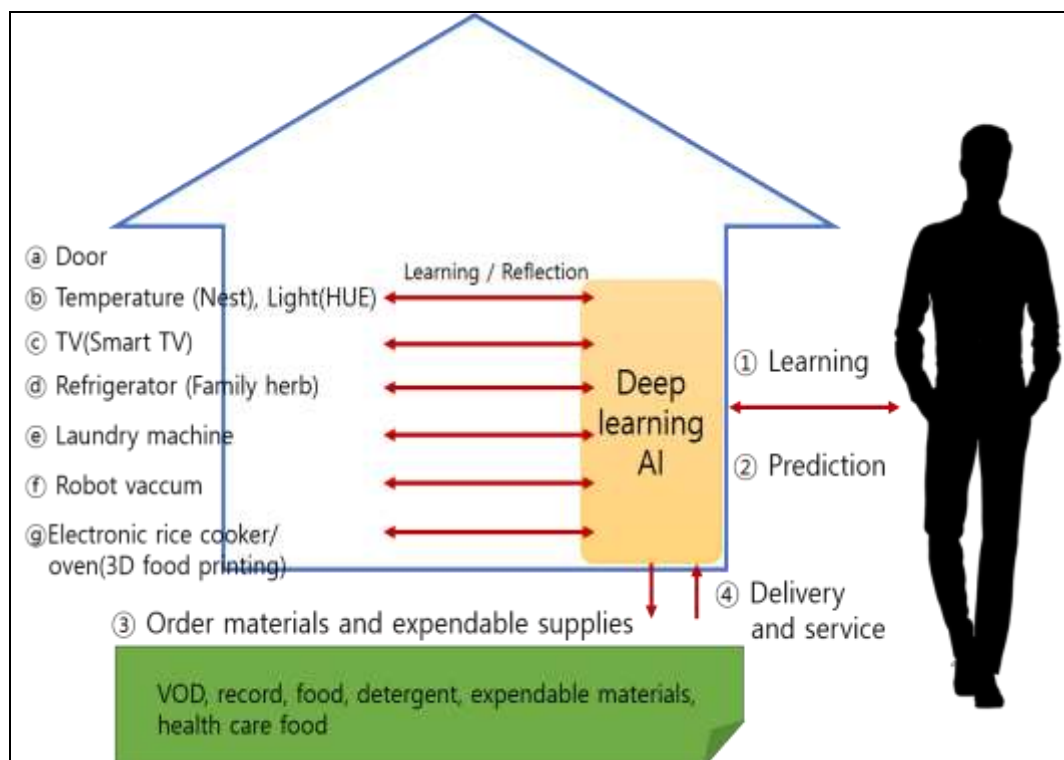 ⓐ Door
Learning / Reflection
ⓑ Temperature (Nest), Light(HUE)
ⓒ TV(Smart TV)
ⓓ Refrigerator (Family herb)
ⓔ Laundry machine
ⓕ Robot vaccum
ⓖElectronic rice cooker/
oven(3D food printing)
Deep
learning
AI
① Learning
② Prediction
③ Order materials and expendable supplies
④ Delivery
and service
VOD, record, food, detergent, expendable materials,
health care food